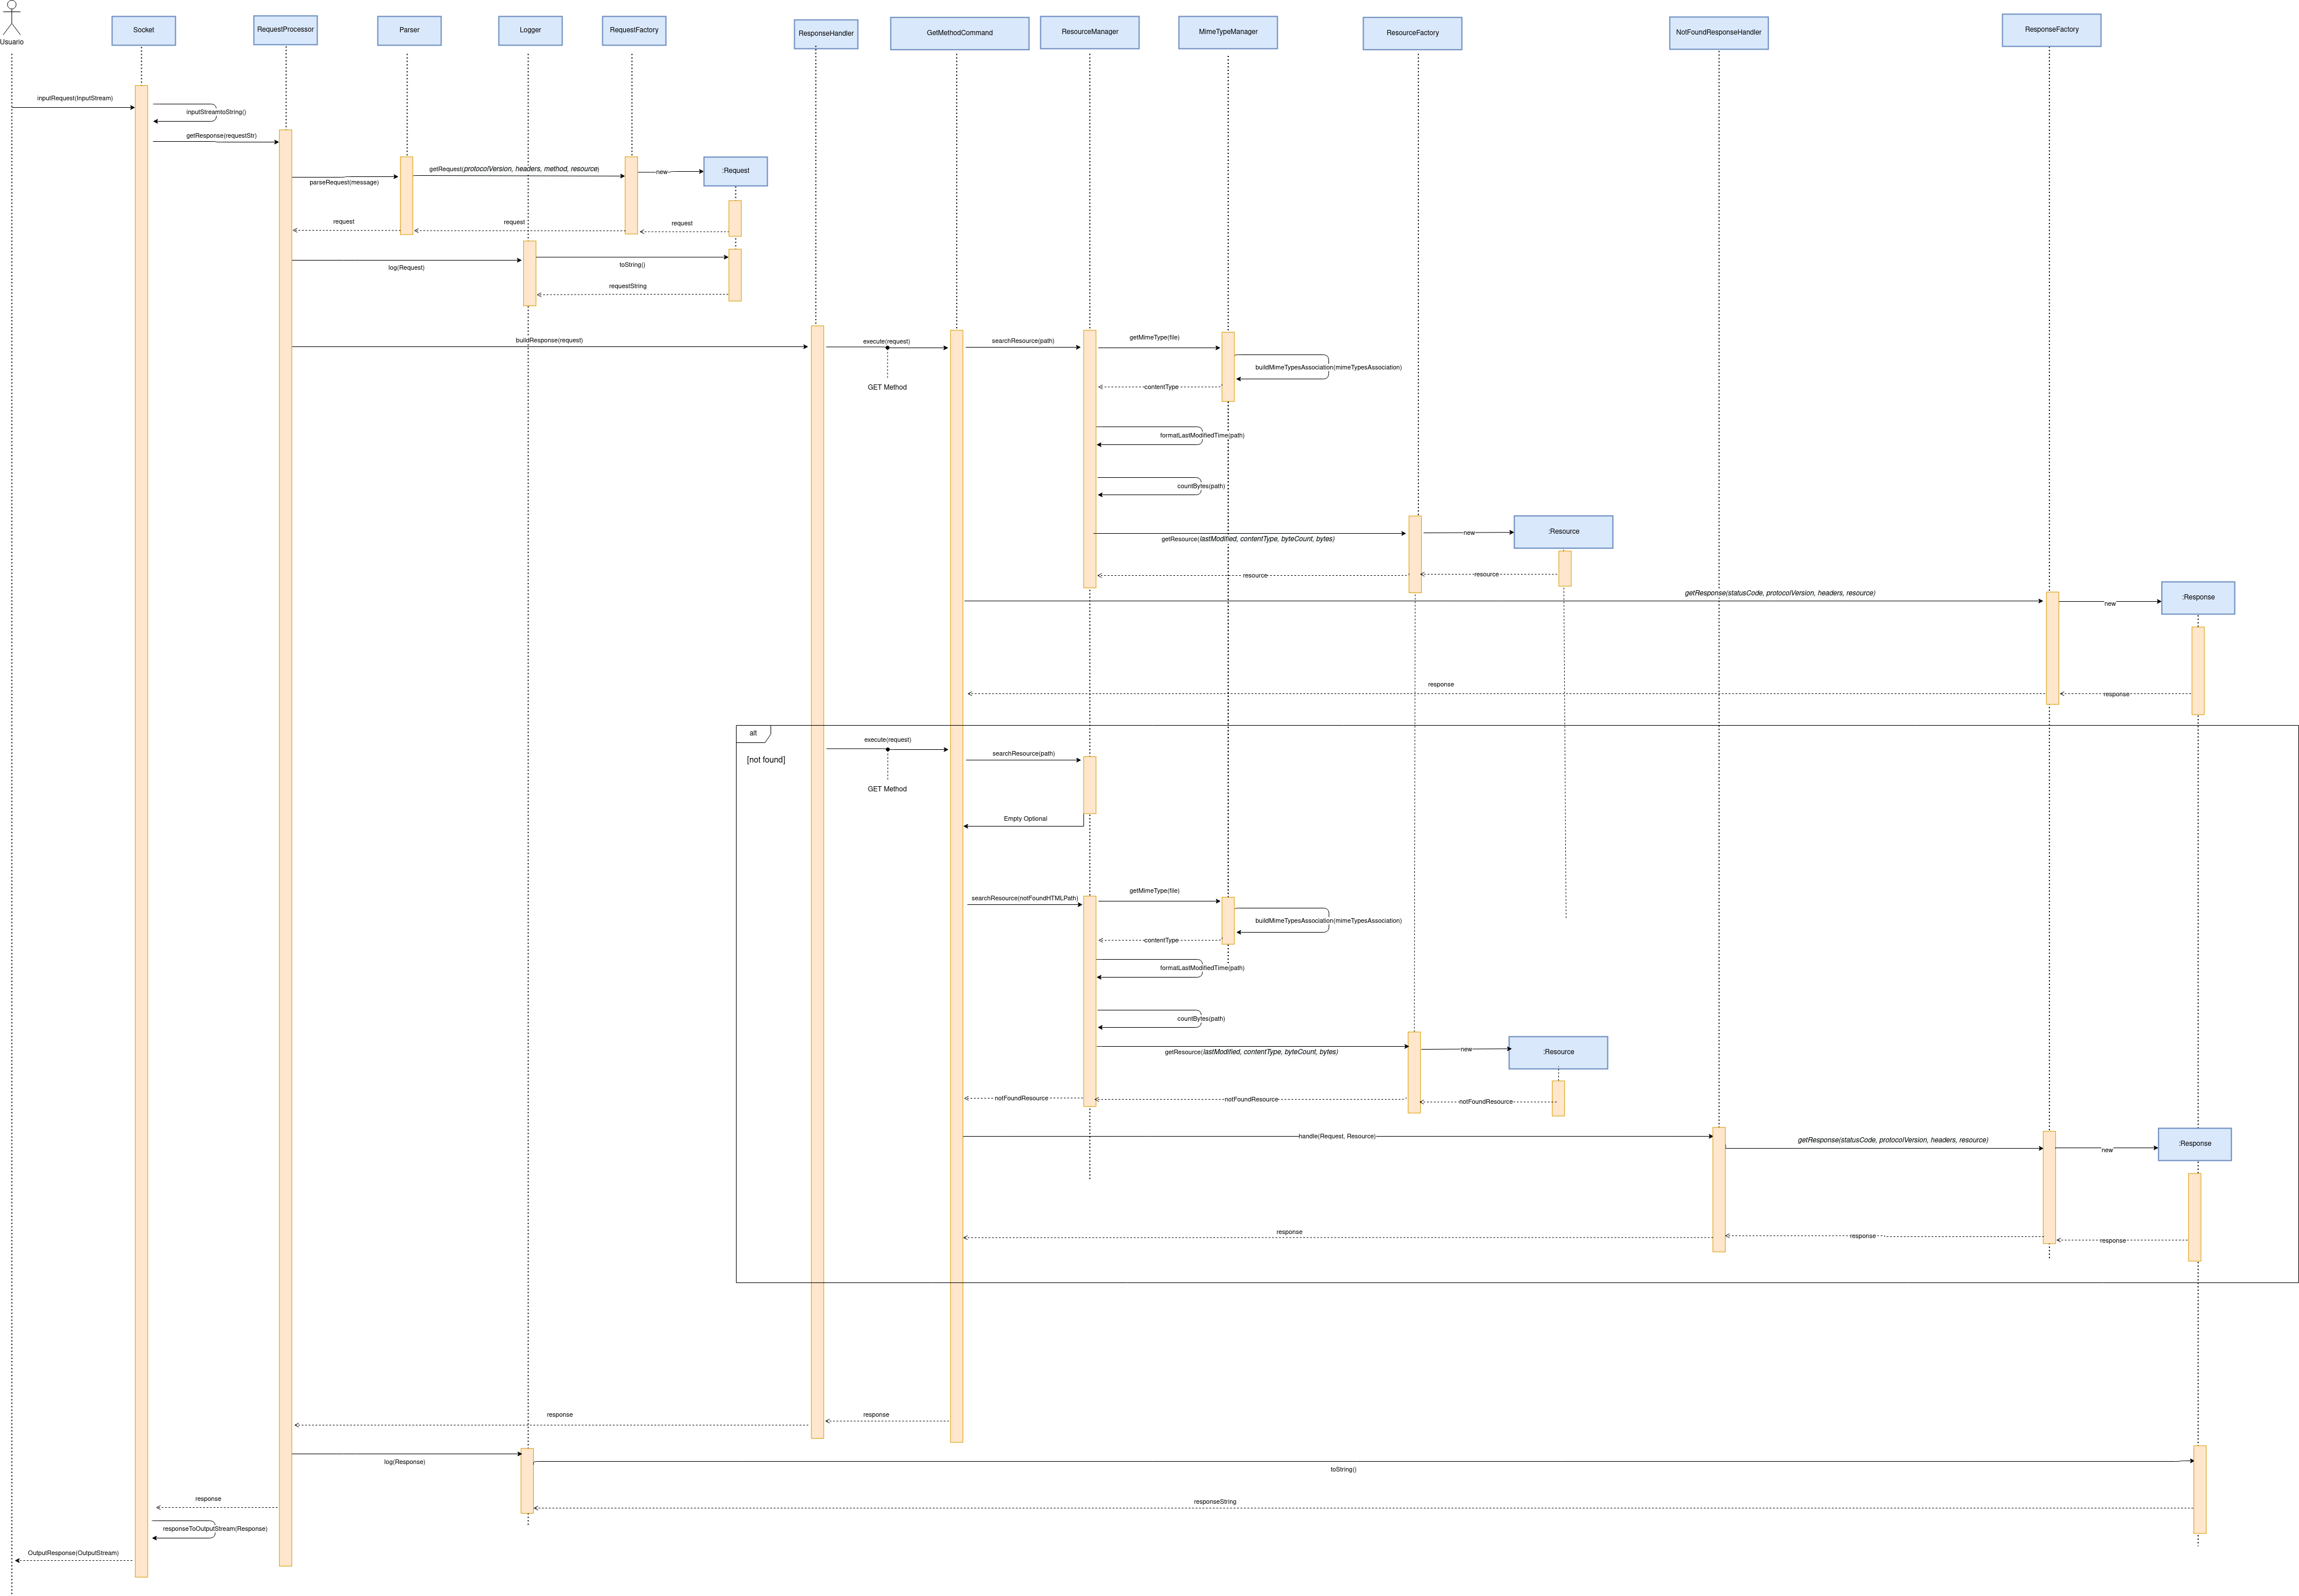 Usuario
Socket
RequestProcessor
Parser
Logger
RequestFactory
ResponseHandler
GetMethodCommand
ResourceManager
MimeTypeManager
ResourceFactory
NotFoundResponseHandler
ResponseFactory
inputRequest(InputStream)
inputStreamtoString()
getResponse(requestStr)
parseRequest(message)
getRequest(protocolVersion, headers, method, resource)
new
:Request
request
request
request
log(Request)
toString()
requestString
buildResponse(request)
execute(request)
GET Method
searchResource(path)
getMimeType(file)
buildMimeTypesAssociation(mimeTypesAssociation)
contentType
formatLastModifiedTime(path)
countBytes(path)
getResource(lastModified, contentType, byteCount, bytes)
new
:Resource
resource
resource
getResponse(statusCode, protocolVersion, headers, resource)
new
:Response
response
response
alt
[not found]
execute(request)
GET Method
searchResource(path)
Empty Optional
searchResource(notFoundHTMLPath)
getMimeType(file)
buildMimeTypesAssociation(mimeTypesAssociation)
contentType
formatLastModifiedTime(path)
countBytes(path)
getResource(lastModified, contentType, byteCount, bytes)
new
:Resource
notFoundResource
notFoundResource
notFoundResource
handle(Request, Resource)
getResponse(statusCode, protocolVersion, headers, resource)
new
:Response
response
response
response
response
response
log(Response)
toString()
responseString
response
responseToOutputStream(Response)
OutputResponse(OutputStream)